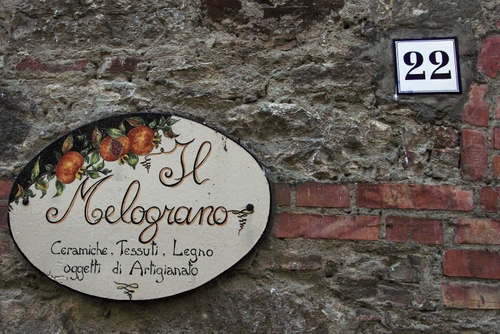 22
Il
Melograno
Ceramiche, Tessuti, Legno
oggetti di Artigianato